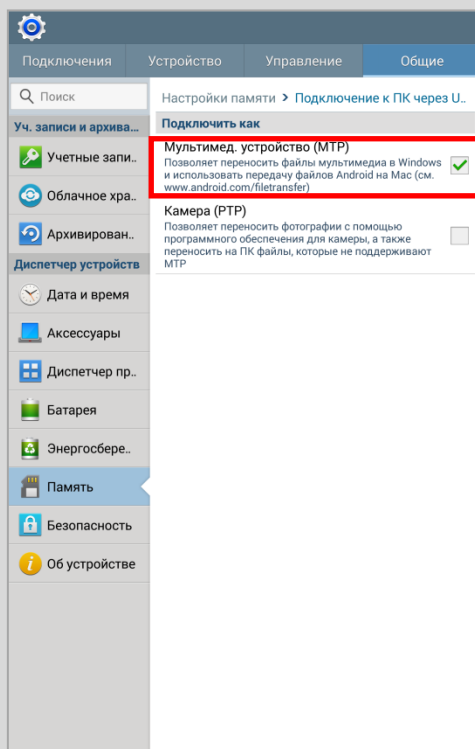 Подключения
Устройство
Управление
Общие
Поиск
Уч. записи и архива...
Учетные запи..
Облачное хра..
Архивирован..
Диспетчер устройств
Дата и время
Аксессуары
Диспетчер пр..
Батарея
Энергосбере..
Память
Безопасность
Об устройстве
Настройки памяти > Подключение к ПК через U..
Подключить как
Мультимед. устройство (MTP)
Позволяет переносить файлы мультимедиа в Windows
и использовать передачу файлов Android на Mac (см.
www.android.com/filetransfer)
Камера (PTP)
Позволяет переносить фотографии с помощью
программного обеспечения для камеры, а также
переносить на ПК файлы, которые не поддерживают
MTP